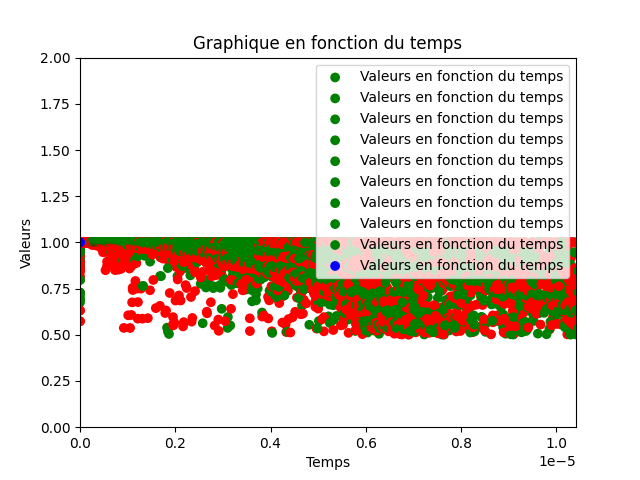 Graphique en fonction du temps
2.00
1.75
1.50
1.25
1.00
0.75
0.50
0.25
0.00
Valeurs
Valeurs en fonction du temps
Valeurs en fonction du temps
Valeurs en fonction du temps
Valeurs en fonction du temps
Valeurs en fonction du temps
Valeurs en fonction du temps
Valeurs en fonction du temps
Valeurs en fonction du temps
Valeurs en fonction du temps
Valeurs en fonction du temps
0.0 0.2 0.4 0.6 0.8 1.0
1e−5
Temps